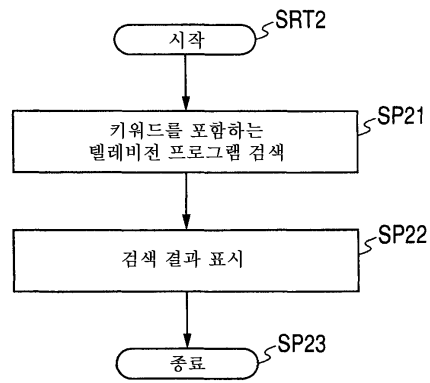 시작
SRT2
키워드를 포함하는
텔레비전 프로그램 검색
SP21
검색 결과 표시
SP22
종료
SP23